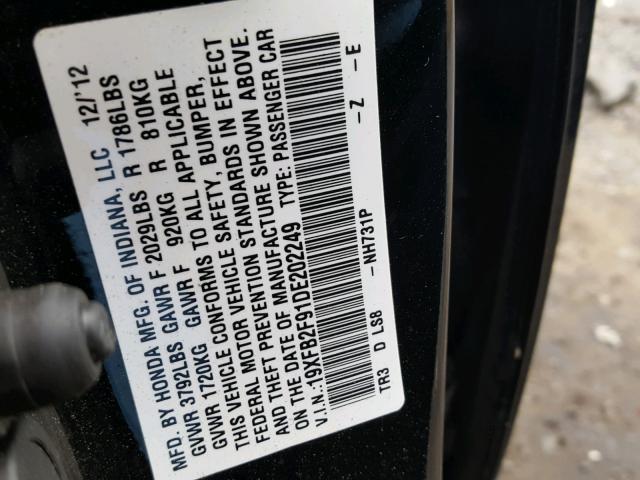 MFD. BY HONDA MFG. OF INDIANA, LLC 12/'12
GVWR 3792LBS GAWR F 2029LBS R 1786LBS
GVWR 1720KG GAWR F 920KG R 810KG
THIS VEHICLE CONFORMS TO ALL APPLICABLE
FEDERAL MOTOR VEHICLE SAFETY, BUMPER,
AND THEFT PREVENTION STANDARDS IN EFFECT
ON THE DATE OF MANUFACTURE SHOWN ABOVE.
V.I.N.:19XFB2F91DE202249 TYPE: PASSENGER CAR
TR3 D LS8 -NH731P -Z -E